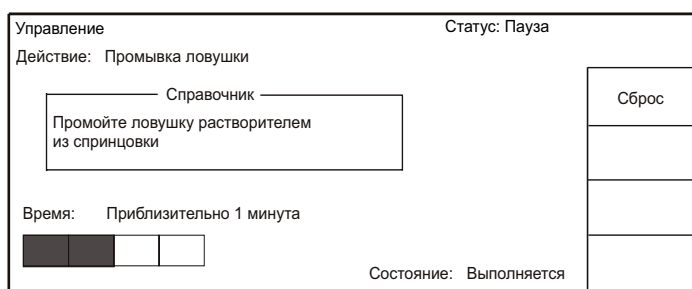 Управление Статус: Пауза
Действие: Промывка ловушки
Справочник
Сброс
Промойте ловушку растворителем
из спринцовки
Время: Приблизительно 1 минута
Состояние: Выполняется